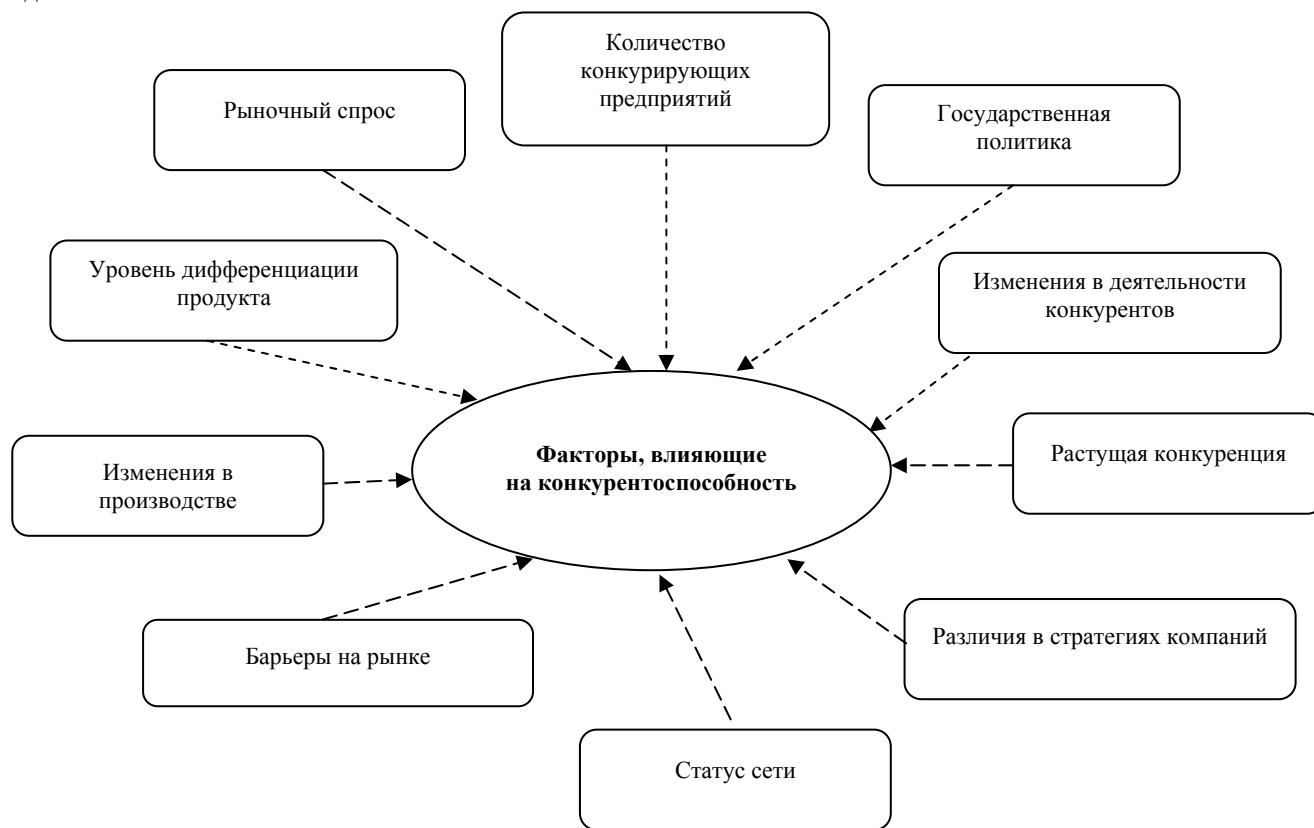 Количество
конкурирующих
предприятий
Рыночный спрос
Государственная
политика
Уровень дифференциации
продукта
Изменения в деятельности
конкурентов
Факторы, влияющие
на конкурентоспособность
Растущая конкуренция
Изменения в
производстве
Различия в стратегиях компаний
Барьеры на рынке
Статус сети